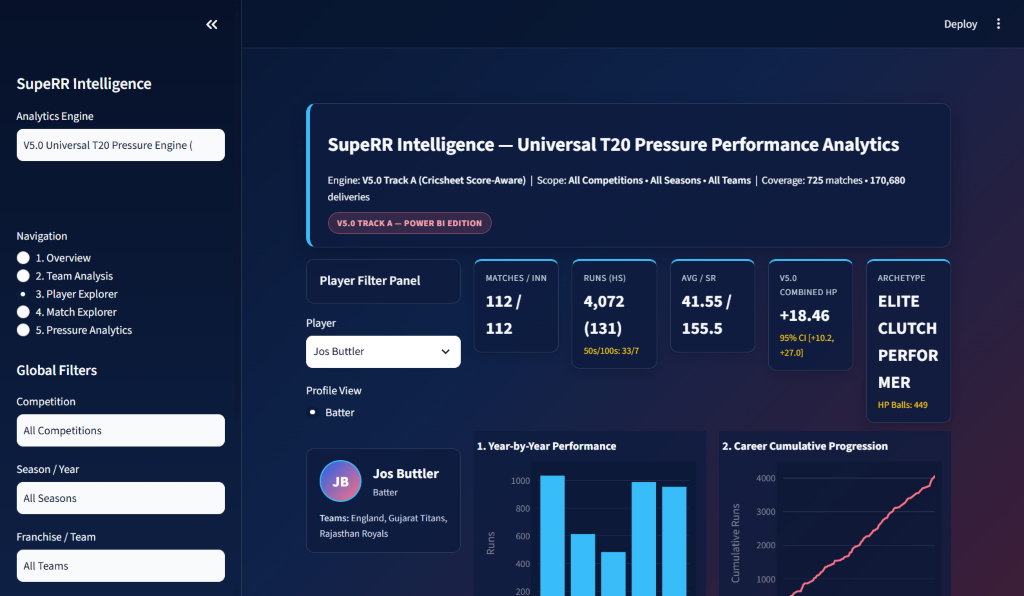 Deploy
SupeRR Intelligence
Analytics Engine
V5.0 Universal T20 Pressure Engine (
Navigation
1. Overview
2. Team Analysis
3. Player Explorer
4. Match Explorer
5. Pressure Analytics
Global Filters
Competition
All Competitions
Season / Year
All Seasons
Franchise / Team
All Teams
SupeRR Intelligence — Universal T20 Pressure Performance Analytics
Engine: V5.0 Track A (Cricsheet Score-Aware) | Scope: All Competitions • All Seasons • All Teams | Coverage: 725 matches • 170,680
deliveries
V5.0 TRACK A — POWER BI EDITION
Player Filter Panel
Player
Jos Buttler
Profile View
Batter
JB
Jos Buttler
Batter
Teams: England, Gujarat Titans,
Rajasthan Royals
MATCHES / INN
112 /
112
RUNS (HS)
4,072
(131)
50s/100s: 33/7
AVG / SR
41.55 /
155.5
V5.0
COMBINED HP
+18.46
95% CI [+10.2,
+27.0]
ARCHETYPE
ELITE
CLUTCH
PERFOR
MER
HP Balls: 449
1. Year-by-Year Performance
1000
800
600
400
200
Runs
2. Career Cumulative Progression
4000
3000
2000
1000
Cumulative Runs